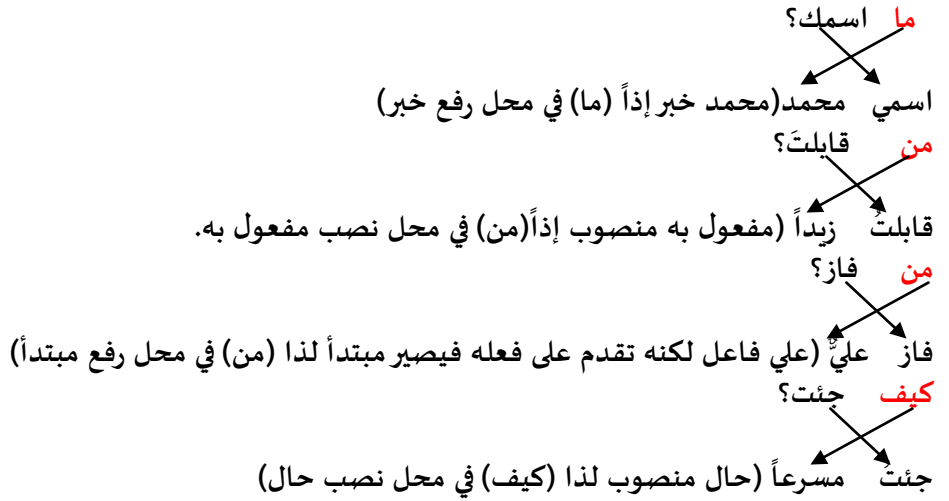 ما اسمك؟
اسمي محمد(محمد خبر إذاً (ما) في محل رفع خبر)
من قابلتَ؟
قابلتُ زيداً (مفعول به منصوب إذاً(من) في محل نصب مفعول به.
من فاز؟
فاز عليٌّ (علي فاعل لكنه تقدم على فعله فيصير مبتدأ لذا (من) في محل رفع مبتدأ)
كيف جئت؟
جئتُ مسرعاً (حال منصوب لذا (كيف) في محل نصب حال)